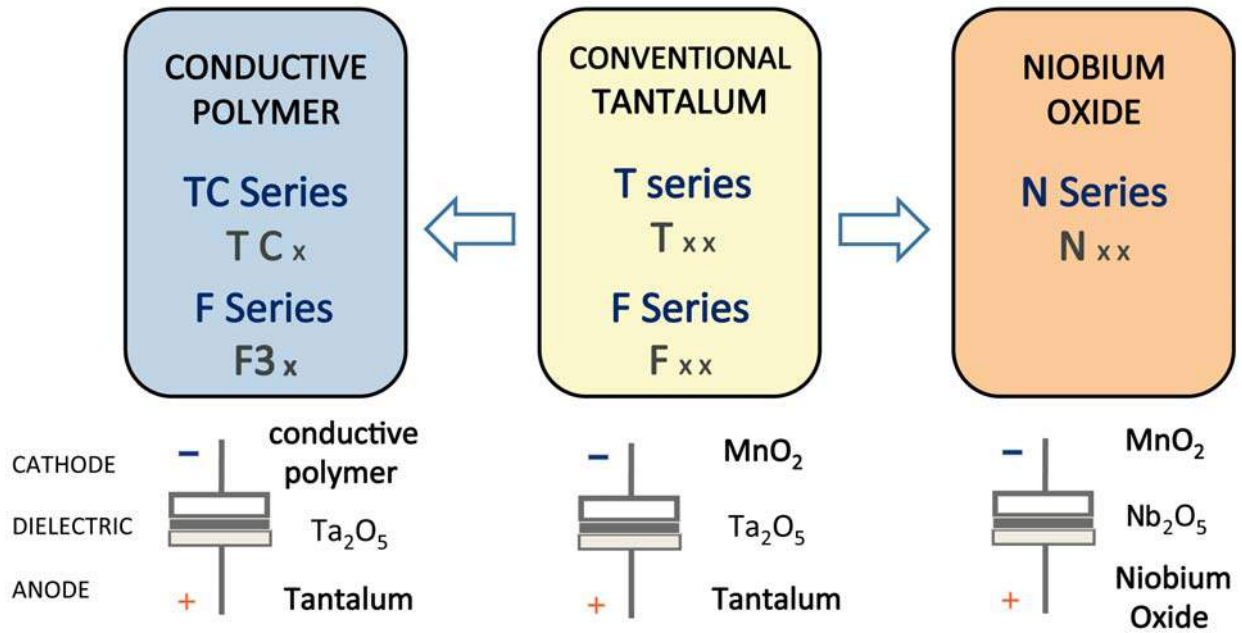 CONDUCTIVE
POLYMER
TC Series
T C x
F Series
F3 x
CONVENTIONAL
TANTALUM
T series
T x x
F Series
F x x
NIOBIUM
OXIDE
N Series
N x x
CATHODE
DIELECTRIC
ANODE
−
conductive
polymer
Ta₂O₅
+
Tantalum
−
MnO₂
Ta₂O₅
+
Tantalum
−
MnO₂
Nb₂O₅
+
Niobium
Oxide